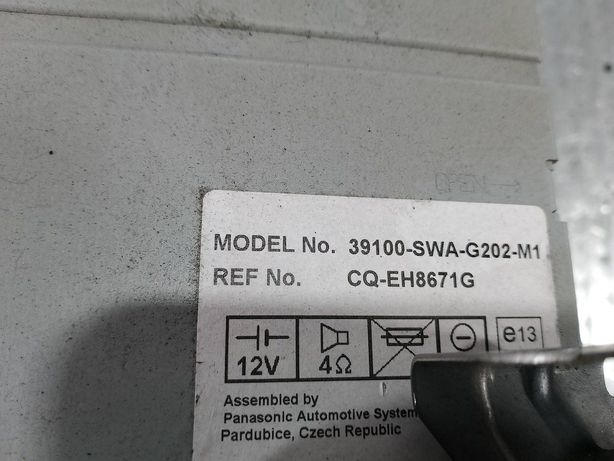 OPEN
MODEL No. 39100-SWA-G202-M1
REF No. CQ-EH8671G
12V 4Ω e13
Assembled by
Panasonic Automotive System
Pardubice, Czech Republic